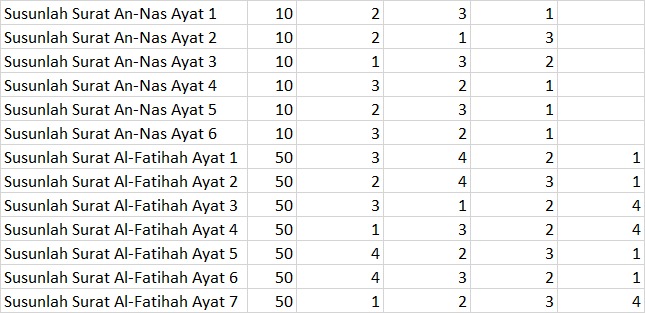 Susunlah Surat An-Nas Ayat 1 10 2 3 1
Susunlah Surat An-Nas Ayat 2 10 2 1 3
Susunlah Surat An-Nas Ayat 3 10 1 3 2
Susunlah Surat An-Nas Ayat 4 10 3 2 1
Susunlah Surat An-Nas Ayat 5 10 2 3 1
Susunlah Surat An-Nas Ayat 6 10 3 2 1
Susunlah Surat Al-Fatihah Ayat 1 50 3 4 2 1
Susunlah Surat Al-Fatihah Ayat 2 50 2 4 3 1
Susunlah Surat Al-Fatihah Ayat 3 50 3 1 2 4
Susunlah Surat Al-Fatihah Ayat 4 50 1 3 2 4
Susunlah Surat Al-Fatihah Ayat 5 50 4 2 3 1
Susunlah Surat Al-Fatihah Ayat 6 50 4 3 2 1
Susunlah Surat Al-Fatihah Ayat 7 50 1 2 3 4